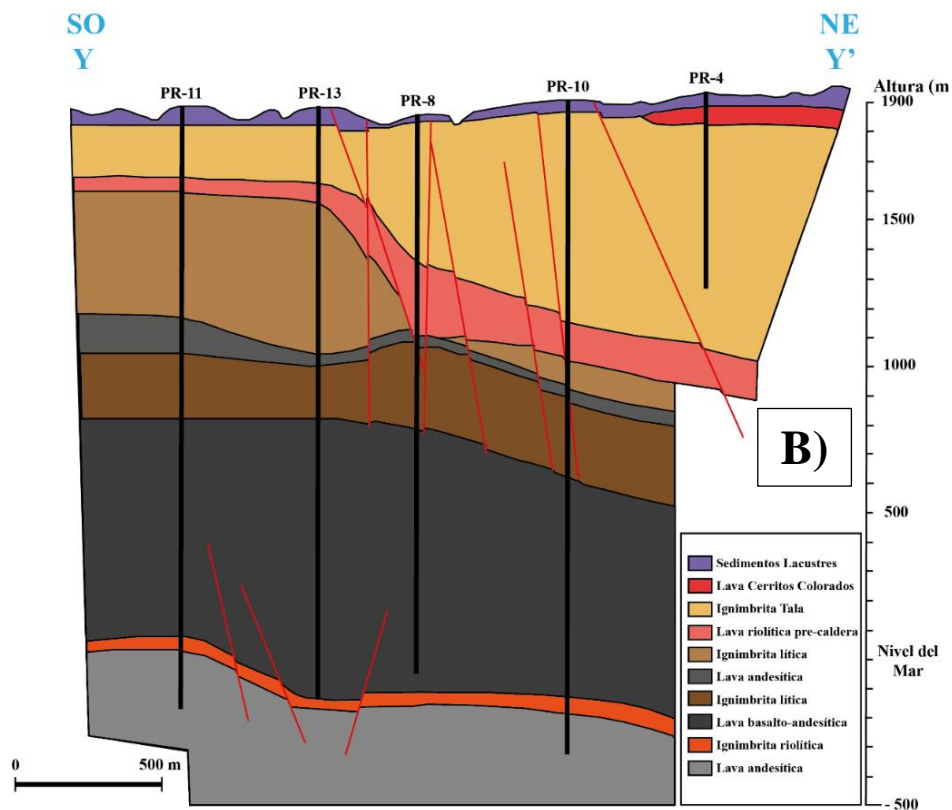 SO
Y
NE
Y'
PR-11
PR-13
PR-8
PR-10
PR-4
Altura (m
1900
1500
1000
B)
500
Sedimentos Lacustres
Lava Cerritos Colorados
Ignimbrita Tala
Lava riolítica pre-caldera
Ignimbrita lítica
Lava andesítica
Ignimbrita lítica
Lava basalto-andesítica
Ignimbrita riolítica
Lava andesítica
Nivel del
Mar
0
500 m
- 500